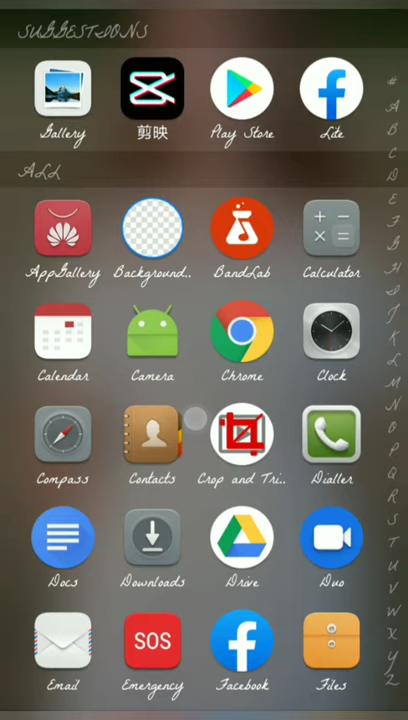 SUGGESTIONS
Gallery 剪映 Play Store Lite
ALL
AppGallery Background.. BandLab Calculator
Calendar Camera Chrome Clock
Compass Contacts Crop and Tri.. Dialler
Docs Downloads Drive Duo
SOS
Email Emergency Facebook Files
#
A
B
C
D
E
F
G
H
I
J
K
L
M
N
O
P
Q
R
S
T
U
V
W
X
Y
Z